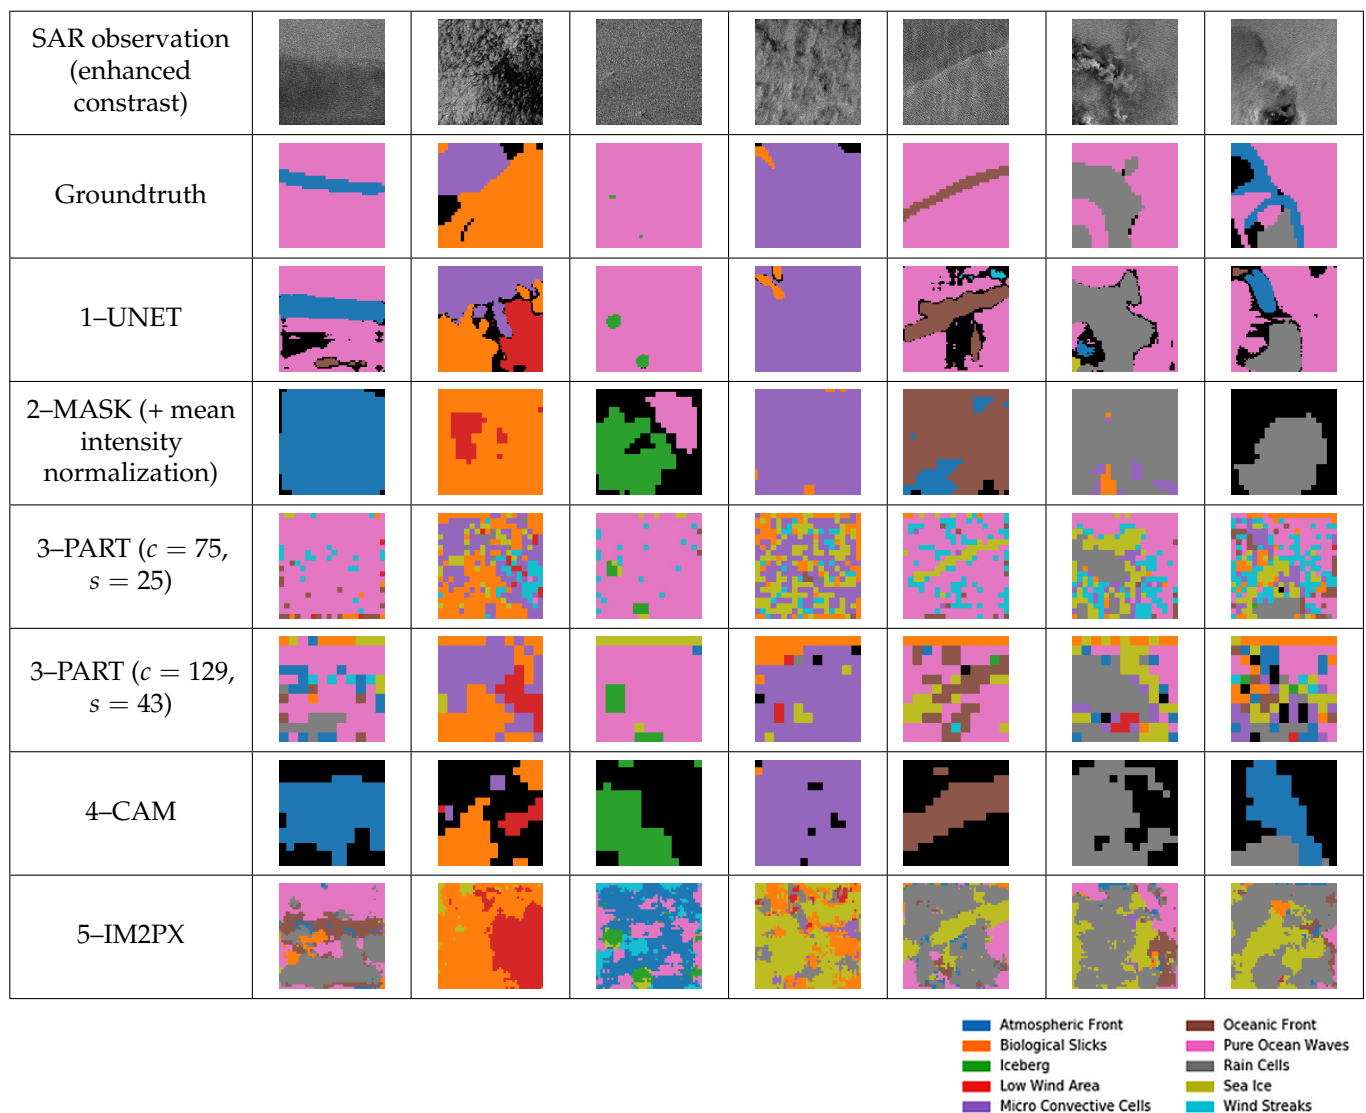 SAR observation
(enhanced
constrast)
Groundtruth
1–UNET
2–MASK (+ mean
intensity
normalization)
3–PART (c = 75,
s = 25)
3–PART (c = 129,
s = 43)
4–CAM
5–IM2PX
Atmospheric Front
Biological Slicks
Iceberg
Low Wind Area
Micro Convective Cells
Oceanic Front
Pure Ocean Waves
Rain Cells
Sea Ice
Wind Streaks